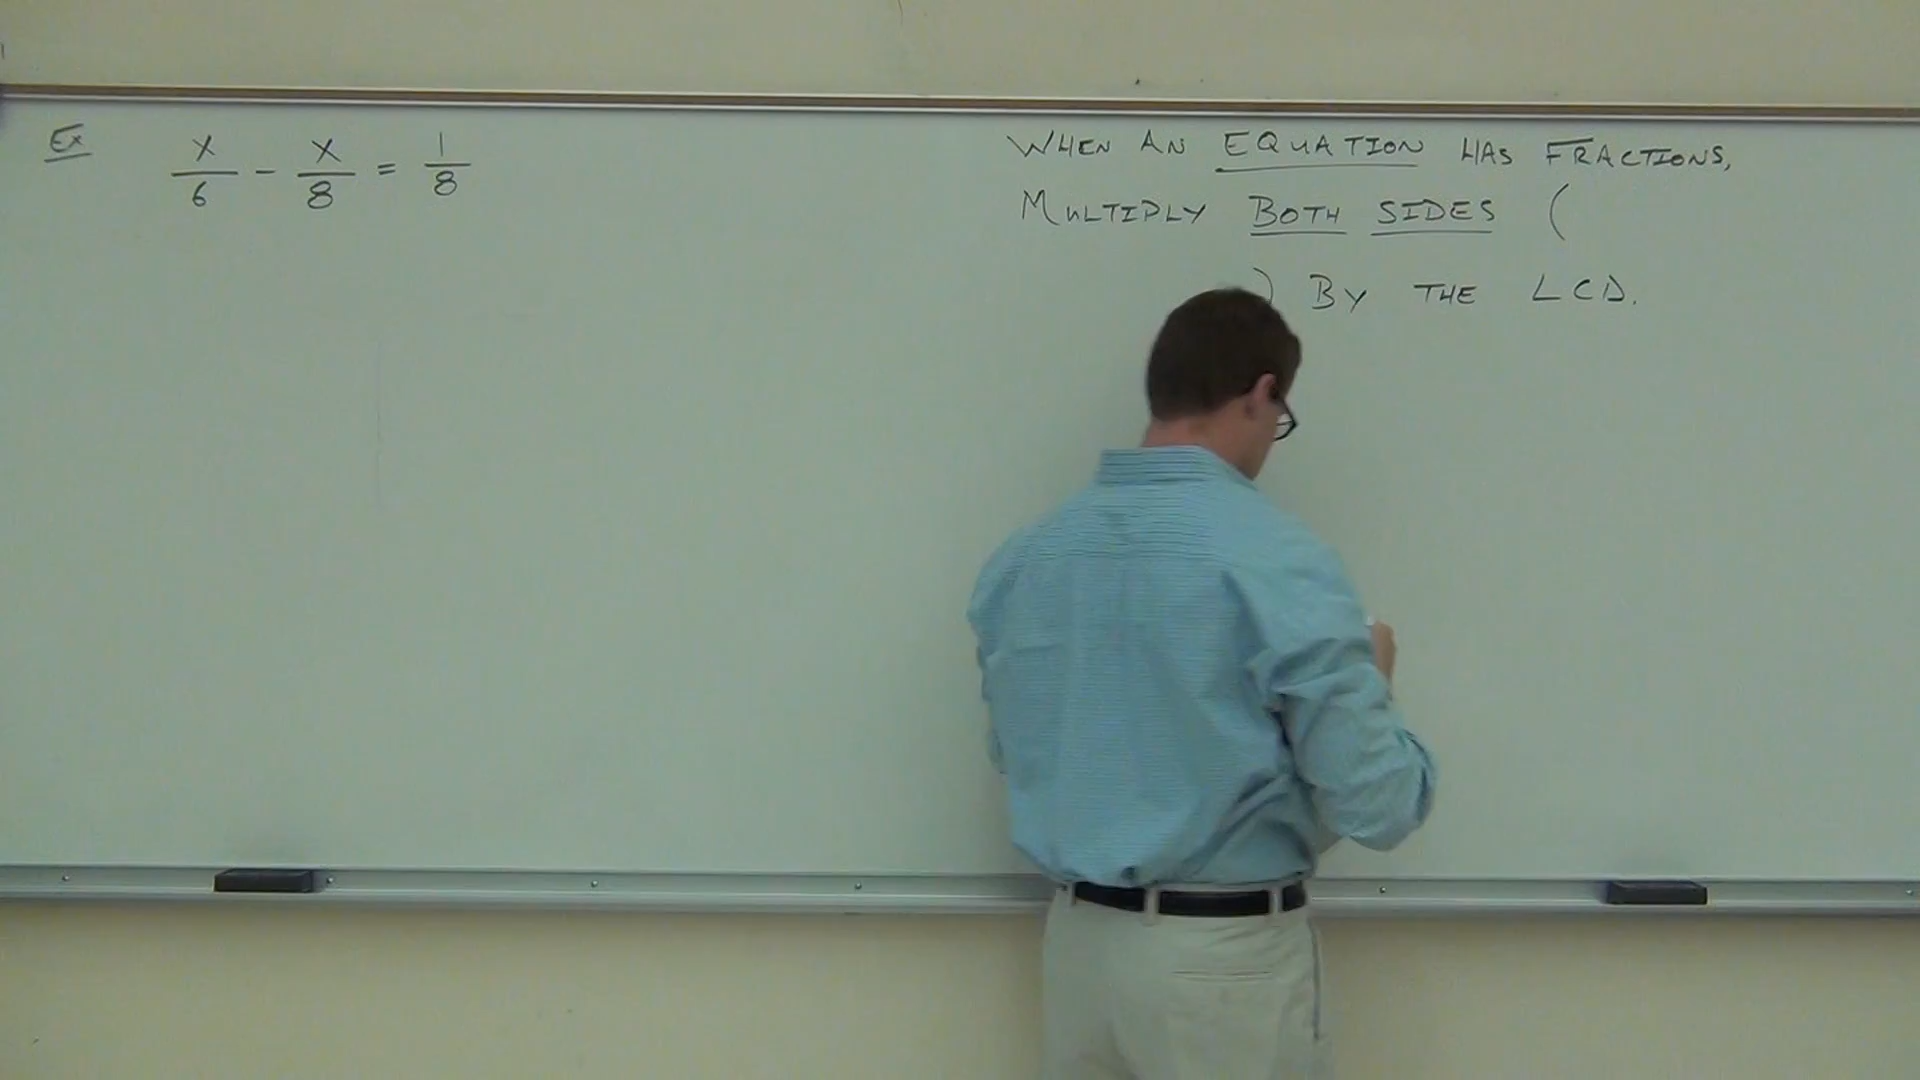 Ex x/6 - x/8 = 1/8
WHEN AN EQUATION HAS FRACTIONS,
MULTIPLY BOTH SIDES (
) BY THE LCD.